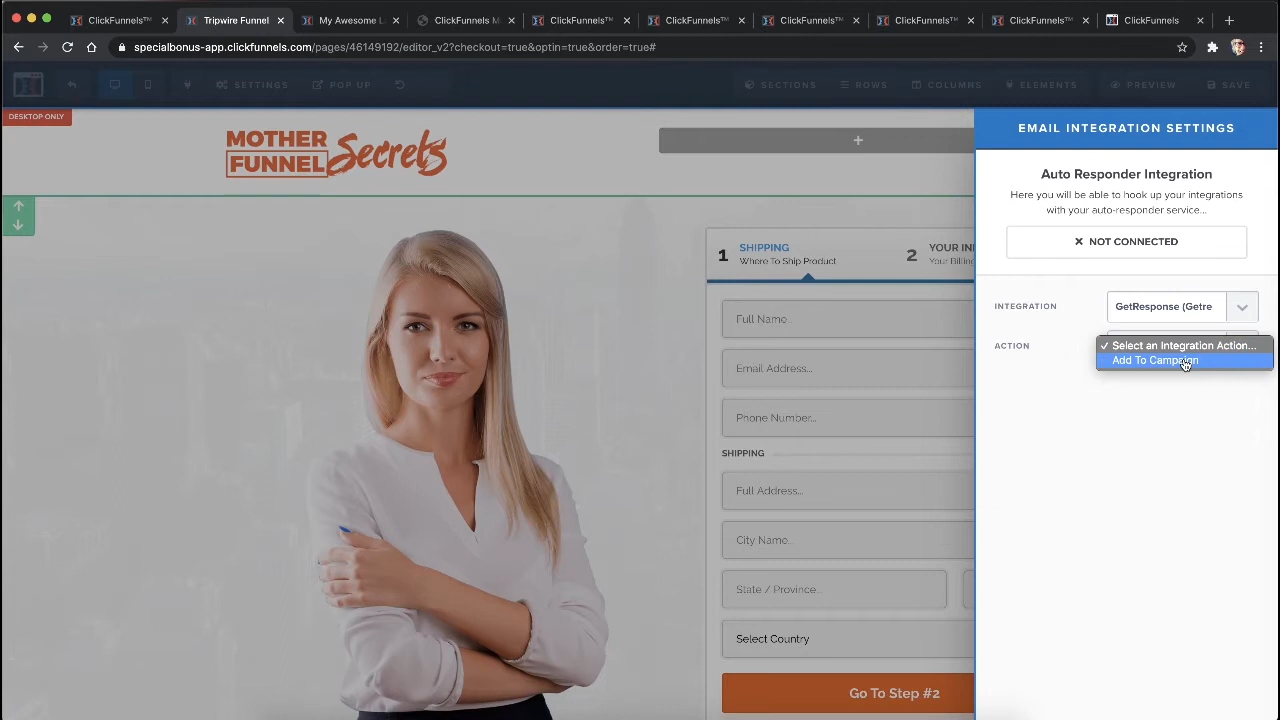 ClickFunnels™
Tripwire Funnel
My Awesome L
ClickFunnels M
ClickFunnels™
ClickFunnels™
ClickFunnels™
ClickFunnels™
ClickFunnels™
ClickFunnels
specialbonus-app.clickfunnels.com/pages/46149192/editor_v2?checkout=true&optin=true&order=true#
SETTINGS
POP UP
SECTIONS
ROWS
COLUMNS
ELEMENTS
PREVIEW
SAVE
DESKTOP ONLY
MOTHER
FUNNEL
Secrets
EMAIL INTEGRATION SETTINGS
Auto Responder Integration
Here you will be able to hook up your integrations
with your auto-responder service...
NOT CONNECTED
INTEGRATION
GetResponse (Getre
ACTION
Select an Integration Action...
Add To Campaign
1
SHIPPING
Where To Ship Product
2
YOUR IN
Your Billing
Full Name...
Email Address...
Phone Number...
SHIPPING
Full Address...
City Name...
State / Province...
Select Country
Go To Step #2